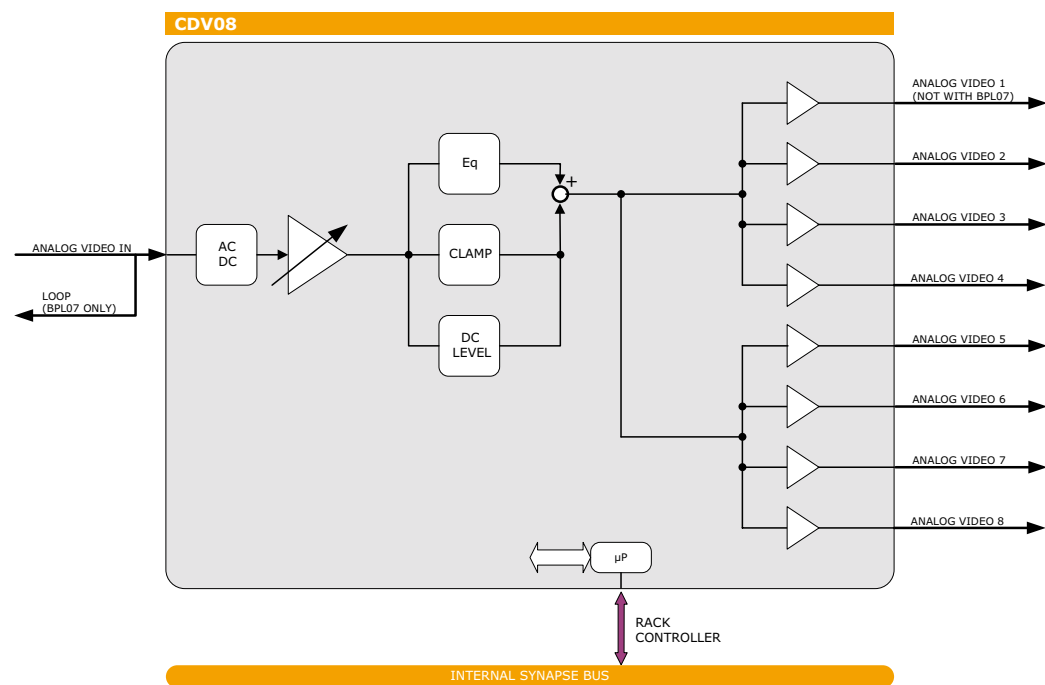 CDV08
ANALOG VIDEO IN
LOOP
(BPL07 ONLY)
AC
DC
Eq
CLAMP
DC
LEVEL
+
ANALOG VIDEO 1
(NOT WITH BPL07)
ANALOG VIDEO 2
ANALOG VIDEO 3
ANALOG VIDEO 4
ANALOG VIDEO 5
ANALOG VIDEO 6
ANALOG VIDEO 7
ANALOG VIDEO 8
µP
RACK
CONTROLLER
INTERNAL SYNAPSE BUS